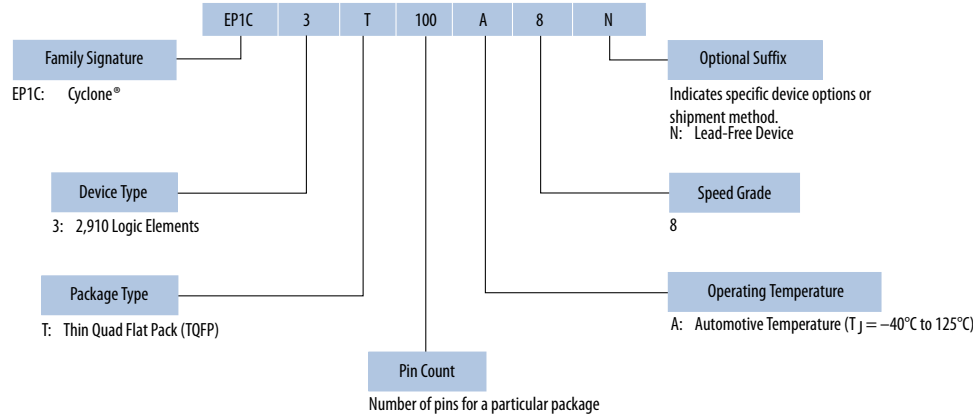 EP1C 3 T 100 A 8 N
Family Signature
EP1C: Cyclone®
Optional Suffix
Indicates specific device options or
shipment method.
N: Lead-Free Device
Device Type
3: 2,910 Logic Elements
Speed Grade
8
Package Type
T: Thin Quad Flat Pack (TQFP)
Operating Temperature
A: Automotive Temperature (T J = –40°C to 125°C)
Pin Count
Number of pins for a particular package